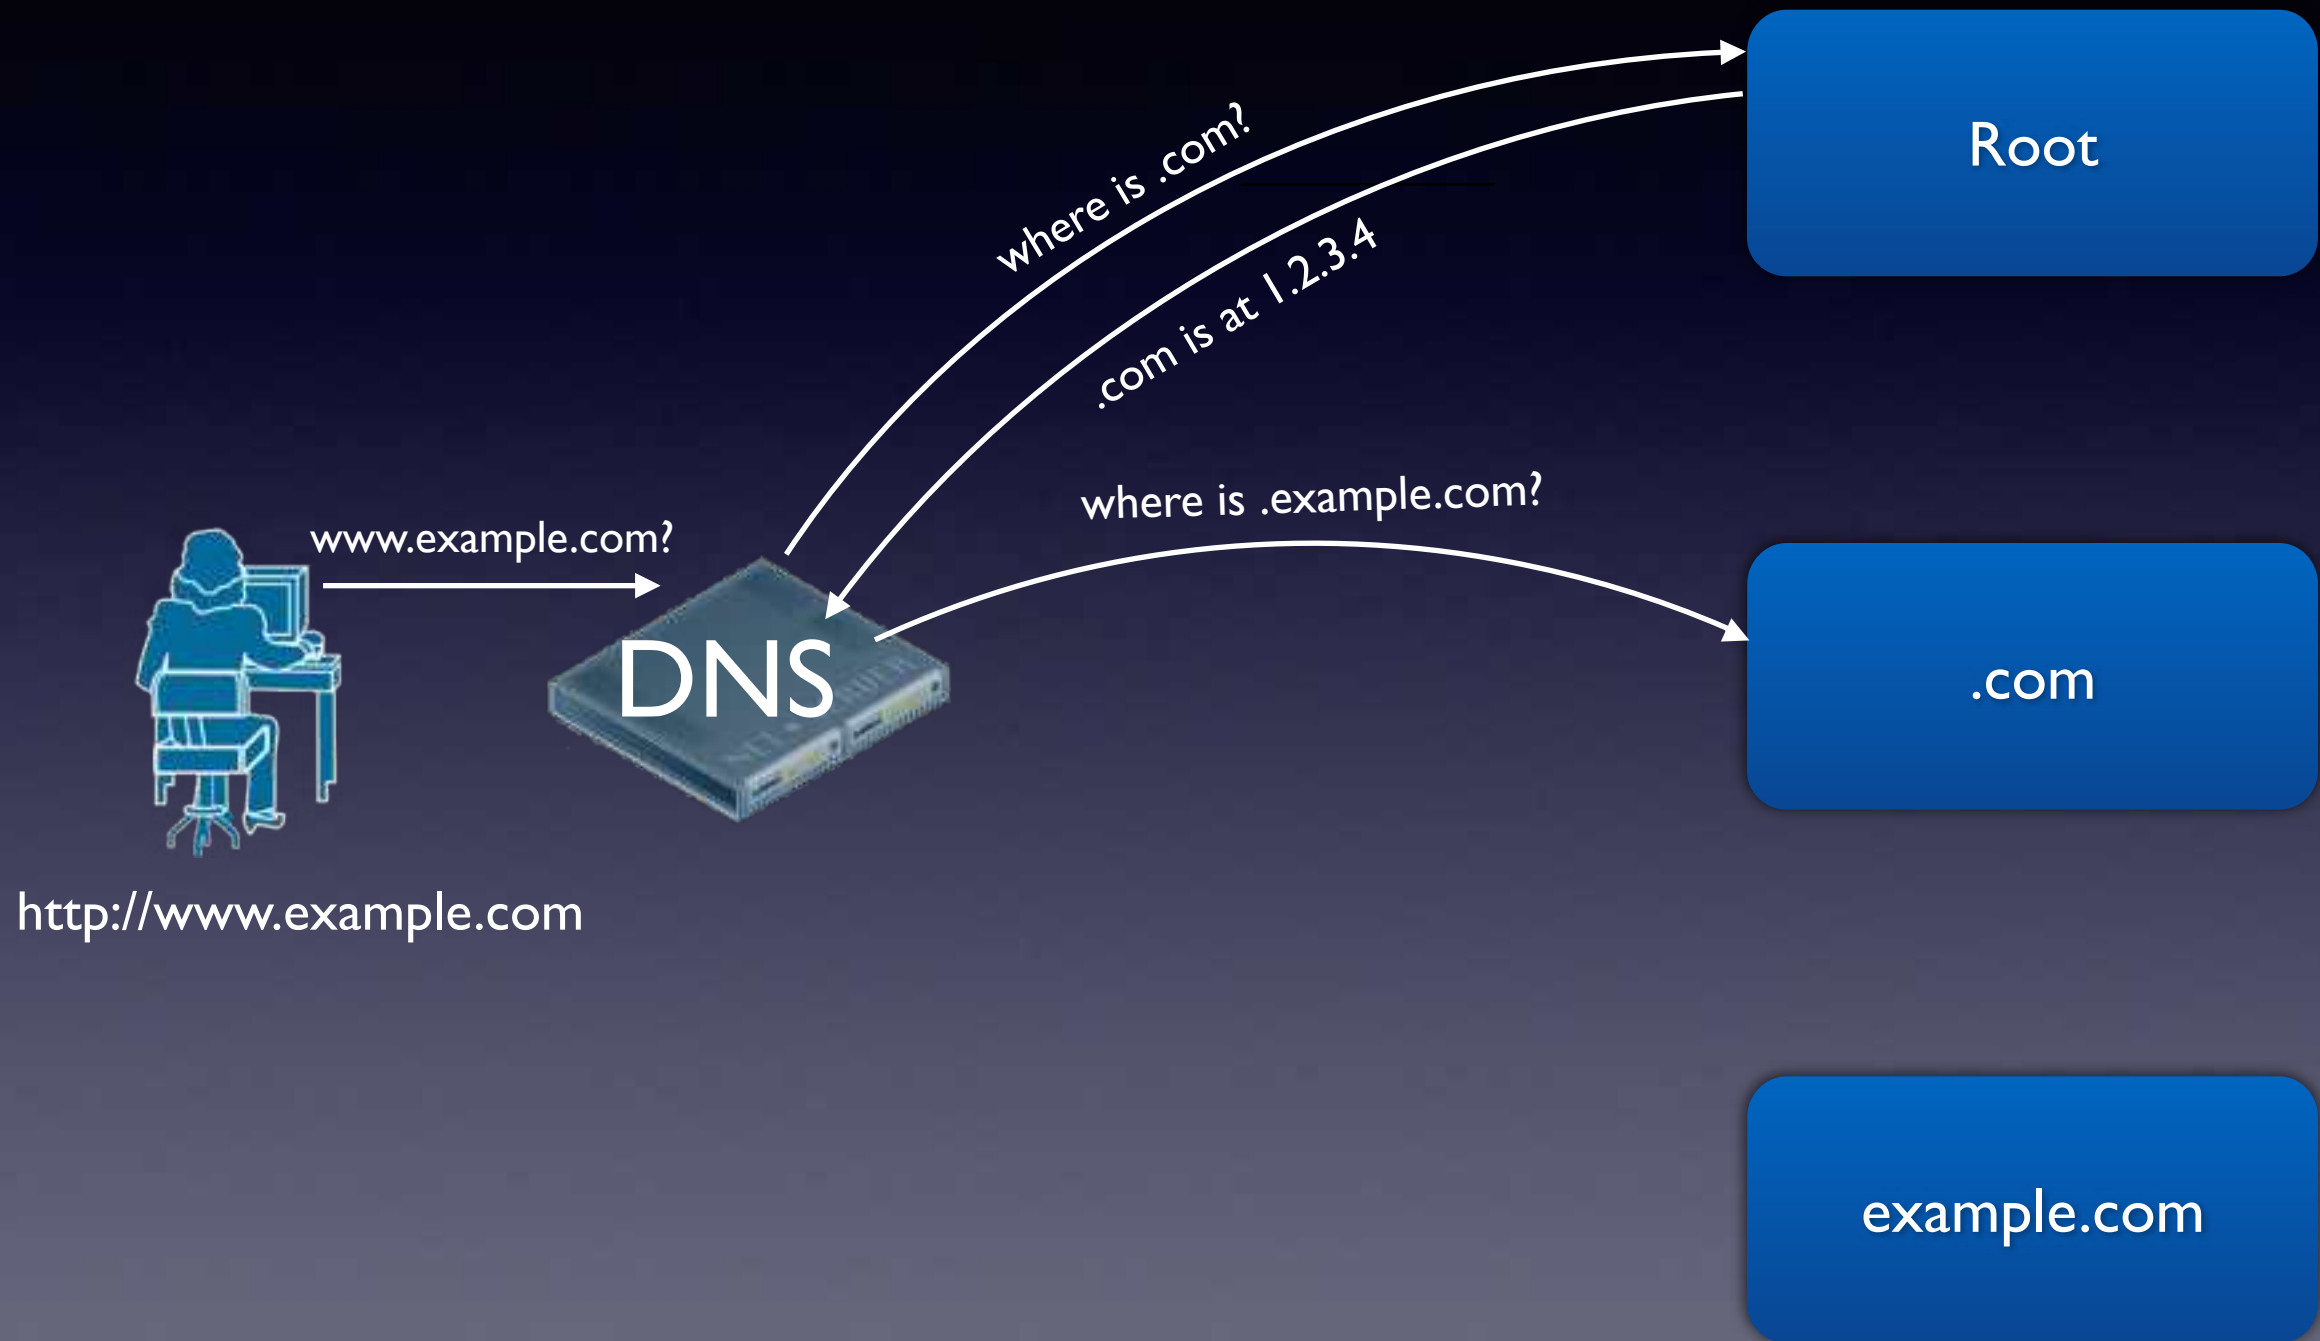 Root
where is .com?
.com is at 1.2.3.4
where is .example.com?
www.example.com?
DNS
.com
http://www.example.com
example.com